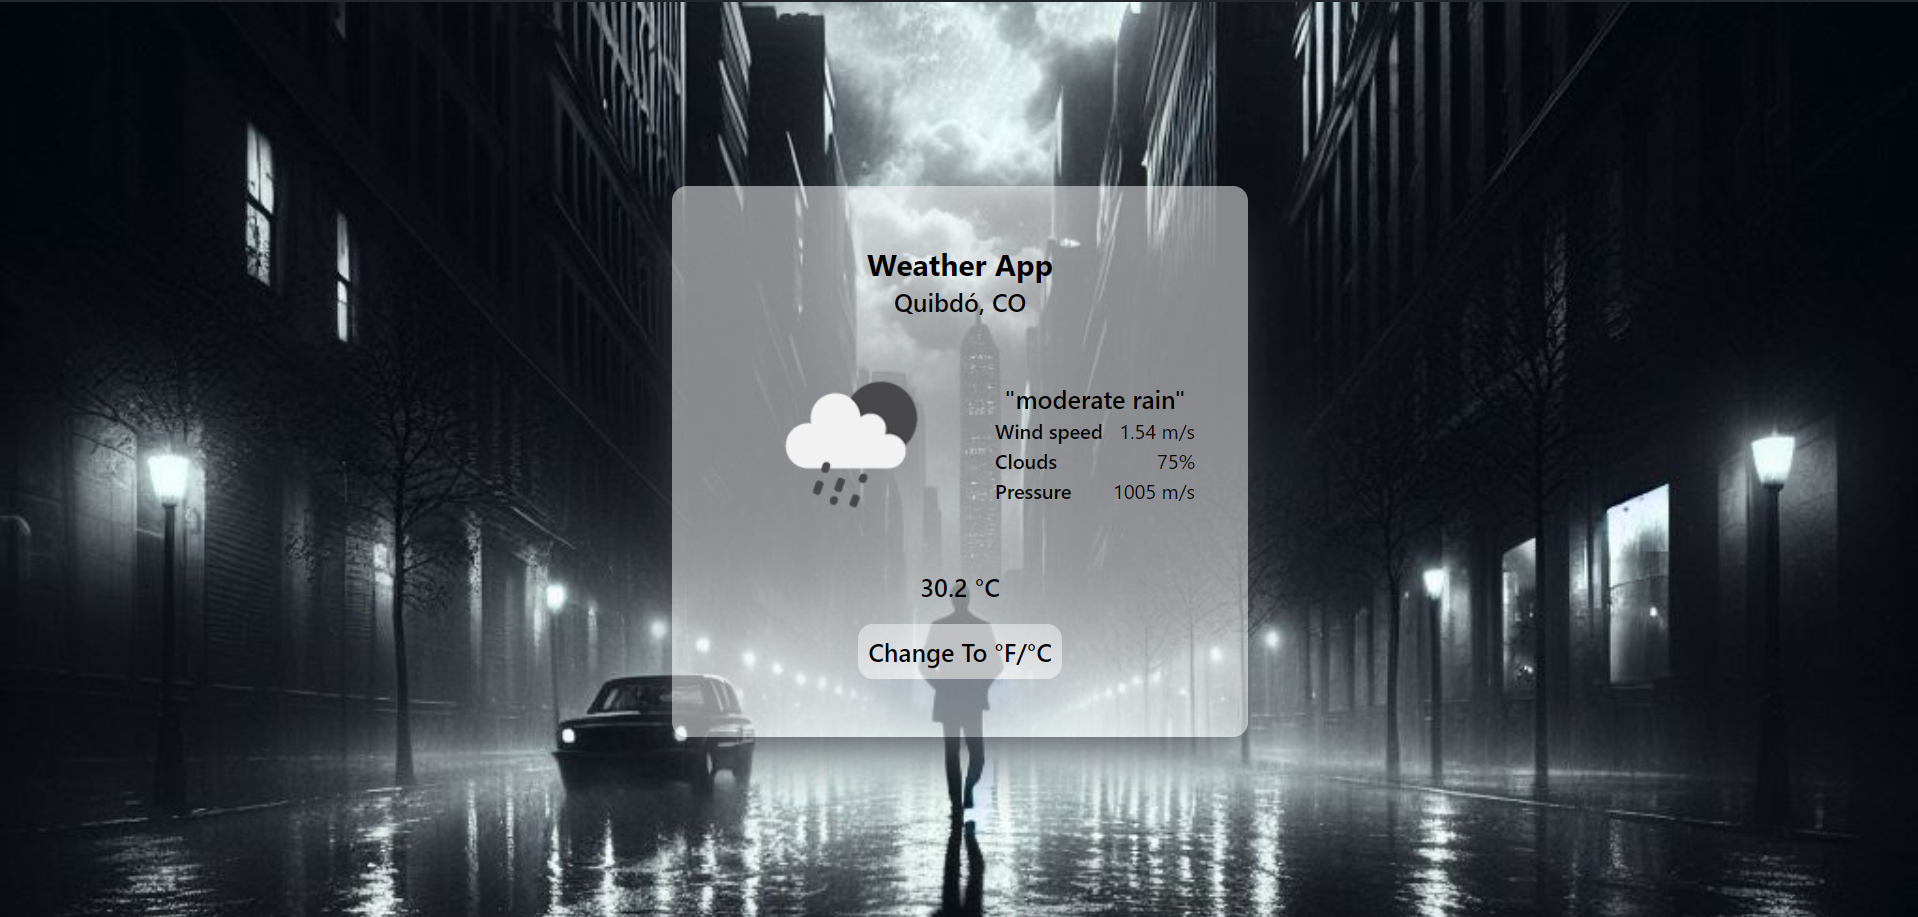 Weather App
Quibdó, CO
"moderate rain"
Wind speed 1.54 m/s
Clouds 75%
Pressure 1005 m/s
30.2 °C
Change To °F/°C